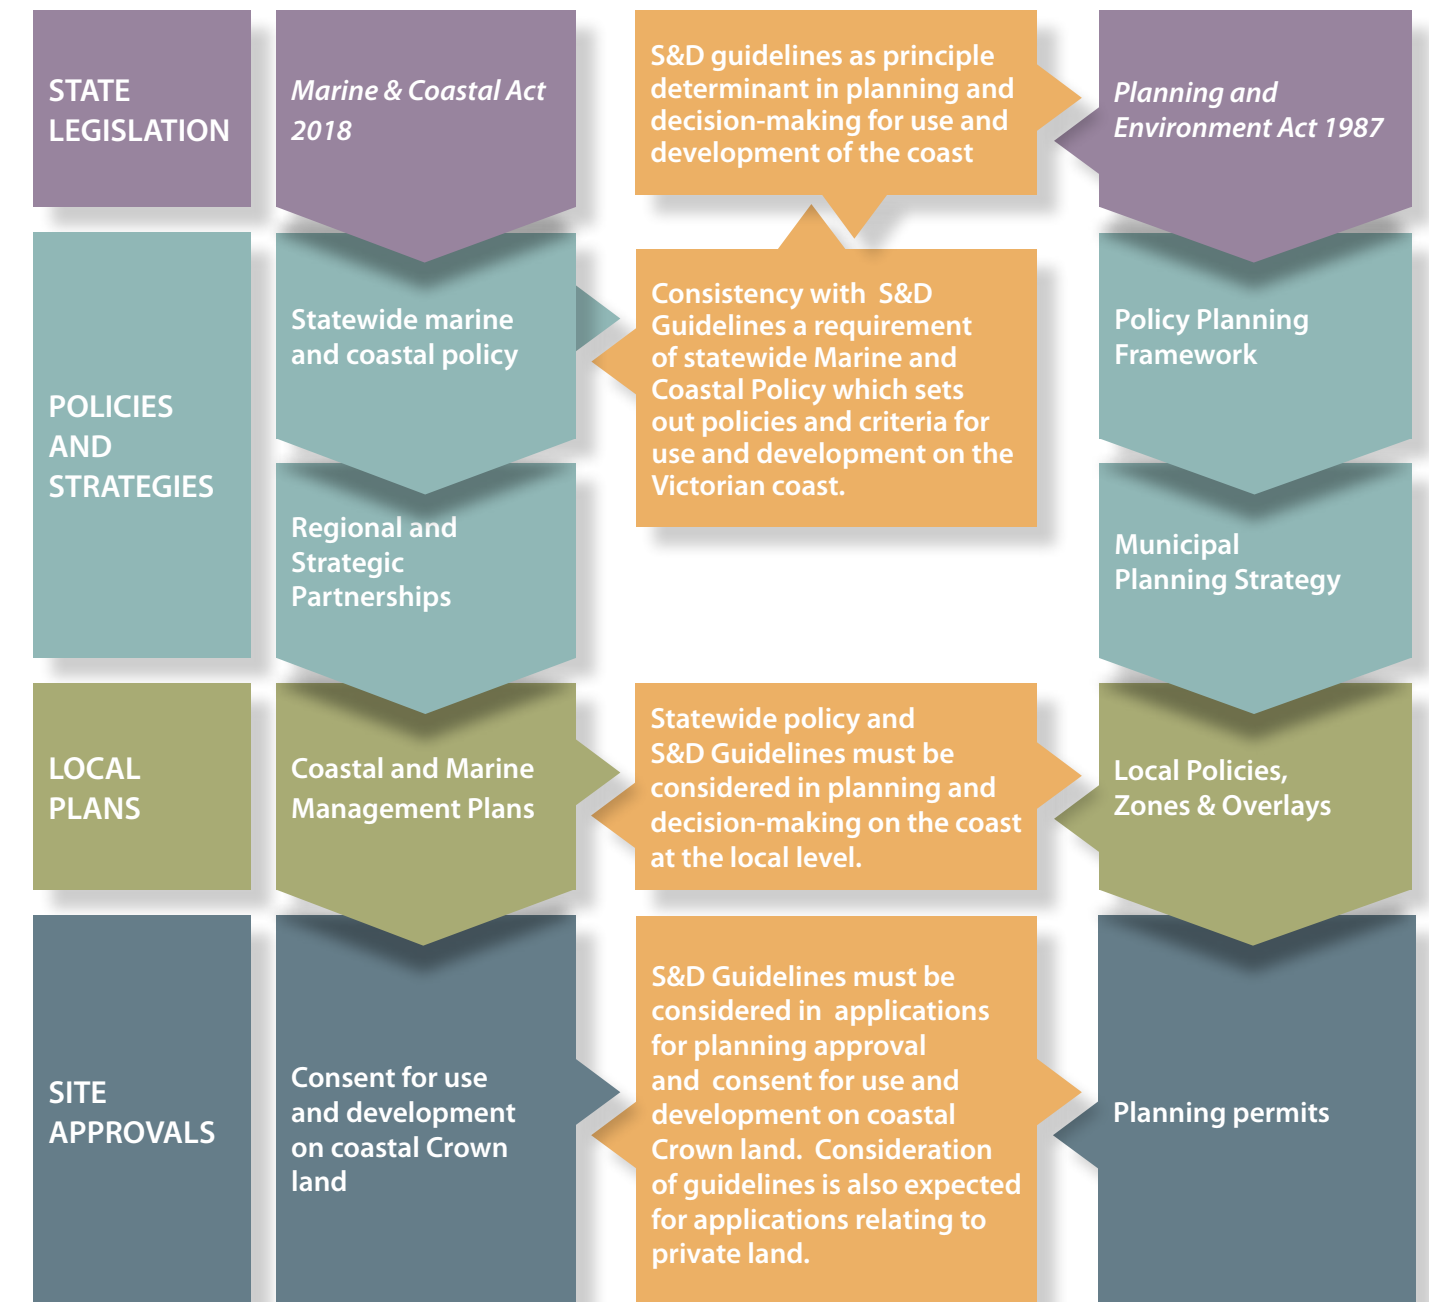 STATE
LEGISLATION
Marine & Coastal Act
2018
S&D guidelines as principle
determinant in planning and
decision-making for use and
development of the coast
Planning and
Environment Act 1987
POLICIES
AND
STRATEGIES
Statewide marine
and coastal policy
Consistency with  S&D
Guidelines a requirement
of statewide Marine and
Coastal Policy which sets
out policies and criteria for
use and development on the
Victorian coast.
Policy Planning
Framework
Regional and
Strategic
Partnerships
Municipal
Planning Strategy
LOCAL
PLANS
Coastal and Marine
Management Plans
Statewide policy and
S&D Guidelines must be
considered in planning and
decision-making on the coast
at the local level.
Local Policies,
Zones & Overlays
SITE
APPROVALS
Consent for use
and development
on coastal Crown
land
S&D Guidelines must be
considered in  applications
for planning approval
and  consent for use and
development on coastal
Crown land.  Consideration
of guidelines is also expected
for applications relating to
private land.
Planning permits